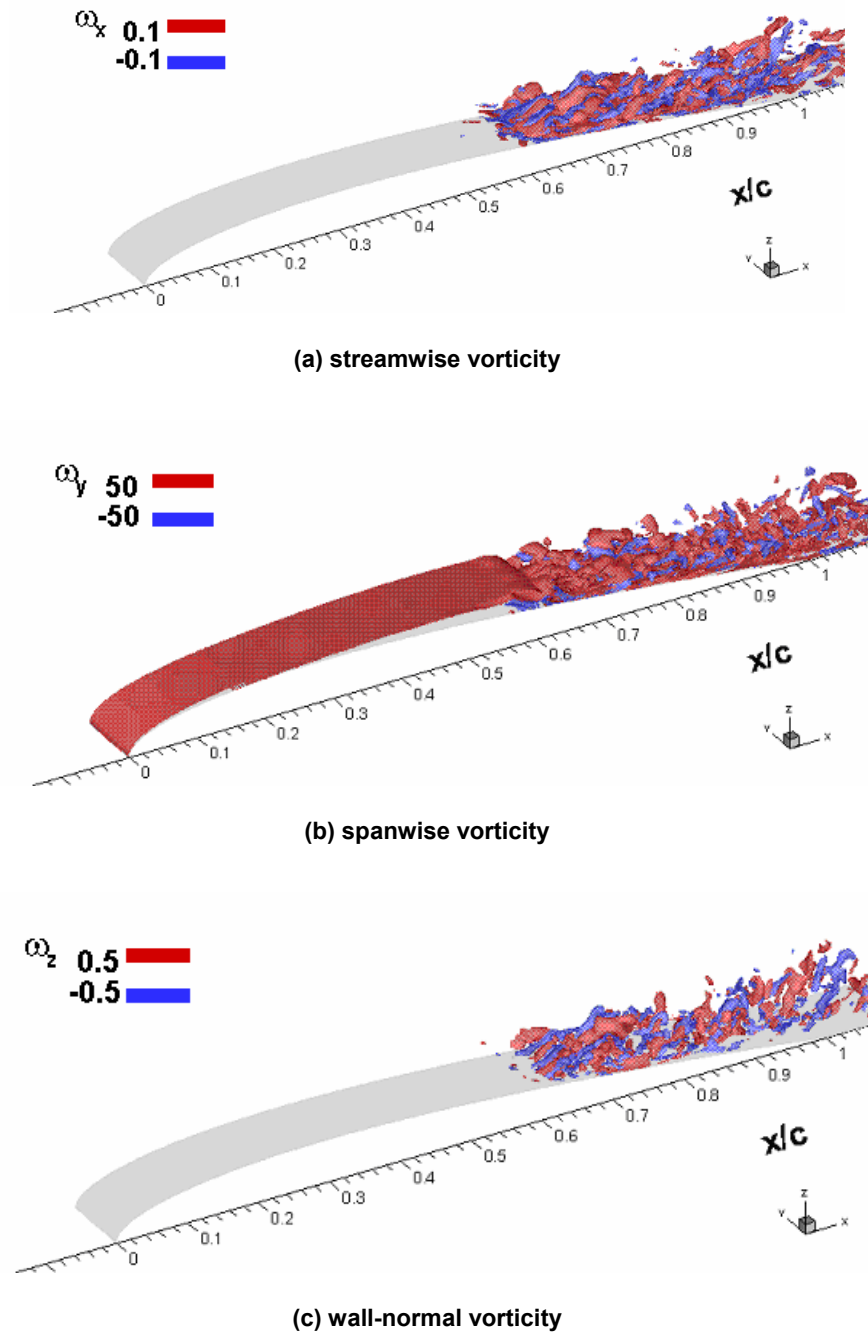 ωx 0.1
-0.1
0 0.1 0.2 0.3 0.4 0.5 0.6 0.7 0.8 0.9 1
x/c
z
Y X
(a) streamwise vorticity
ωy 50
-50
0 0.1 0.2 0.3 0.4 0.5 0.6 0.7 0.8 0.9 1
x/c
z
Y X
(b) spanwise vorticity
ωz 0.5
-0.5
0 0.1 0.2 0.3 0.4 0.5 0.6 0.7 0.8 0.9 1
x/c
z
Y X
(c) wall-normal vorticity